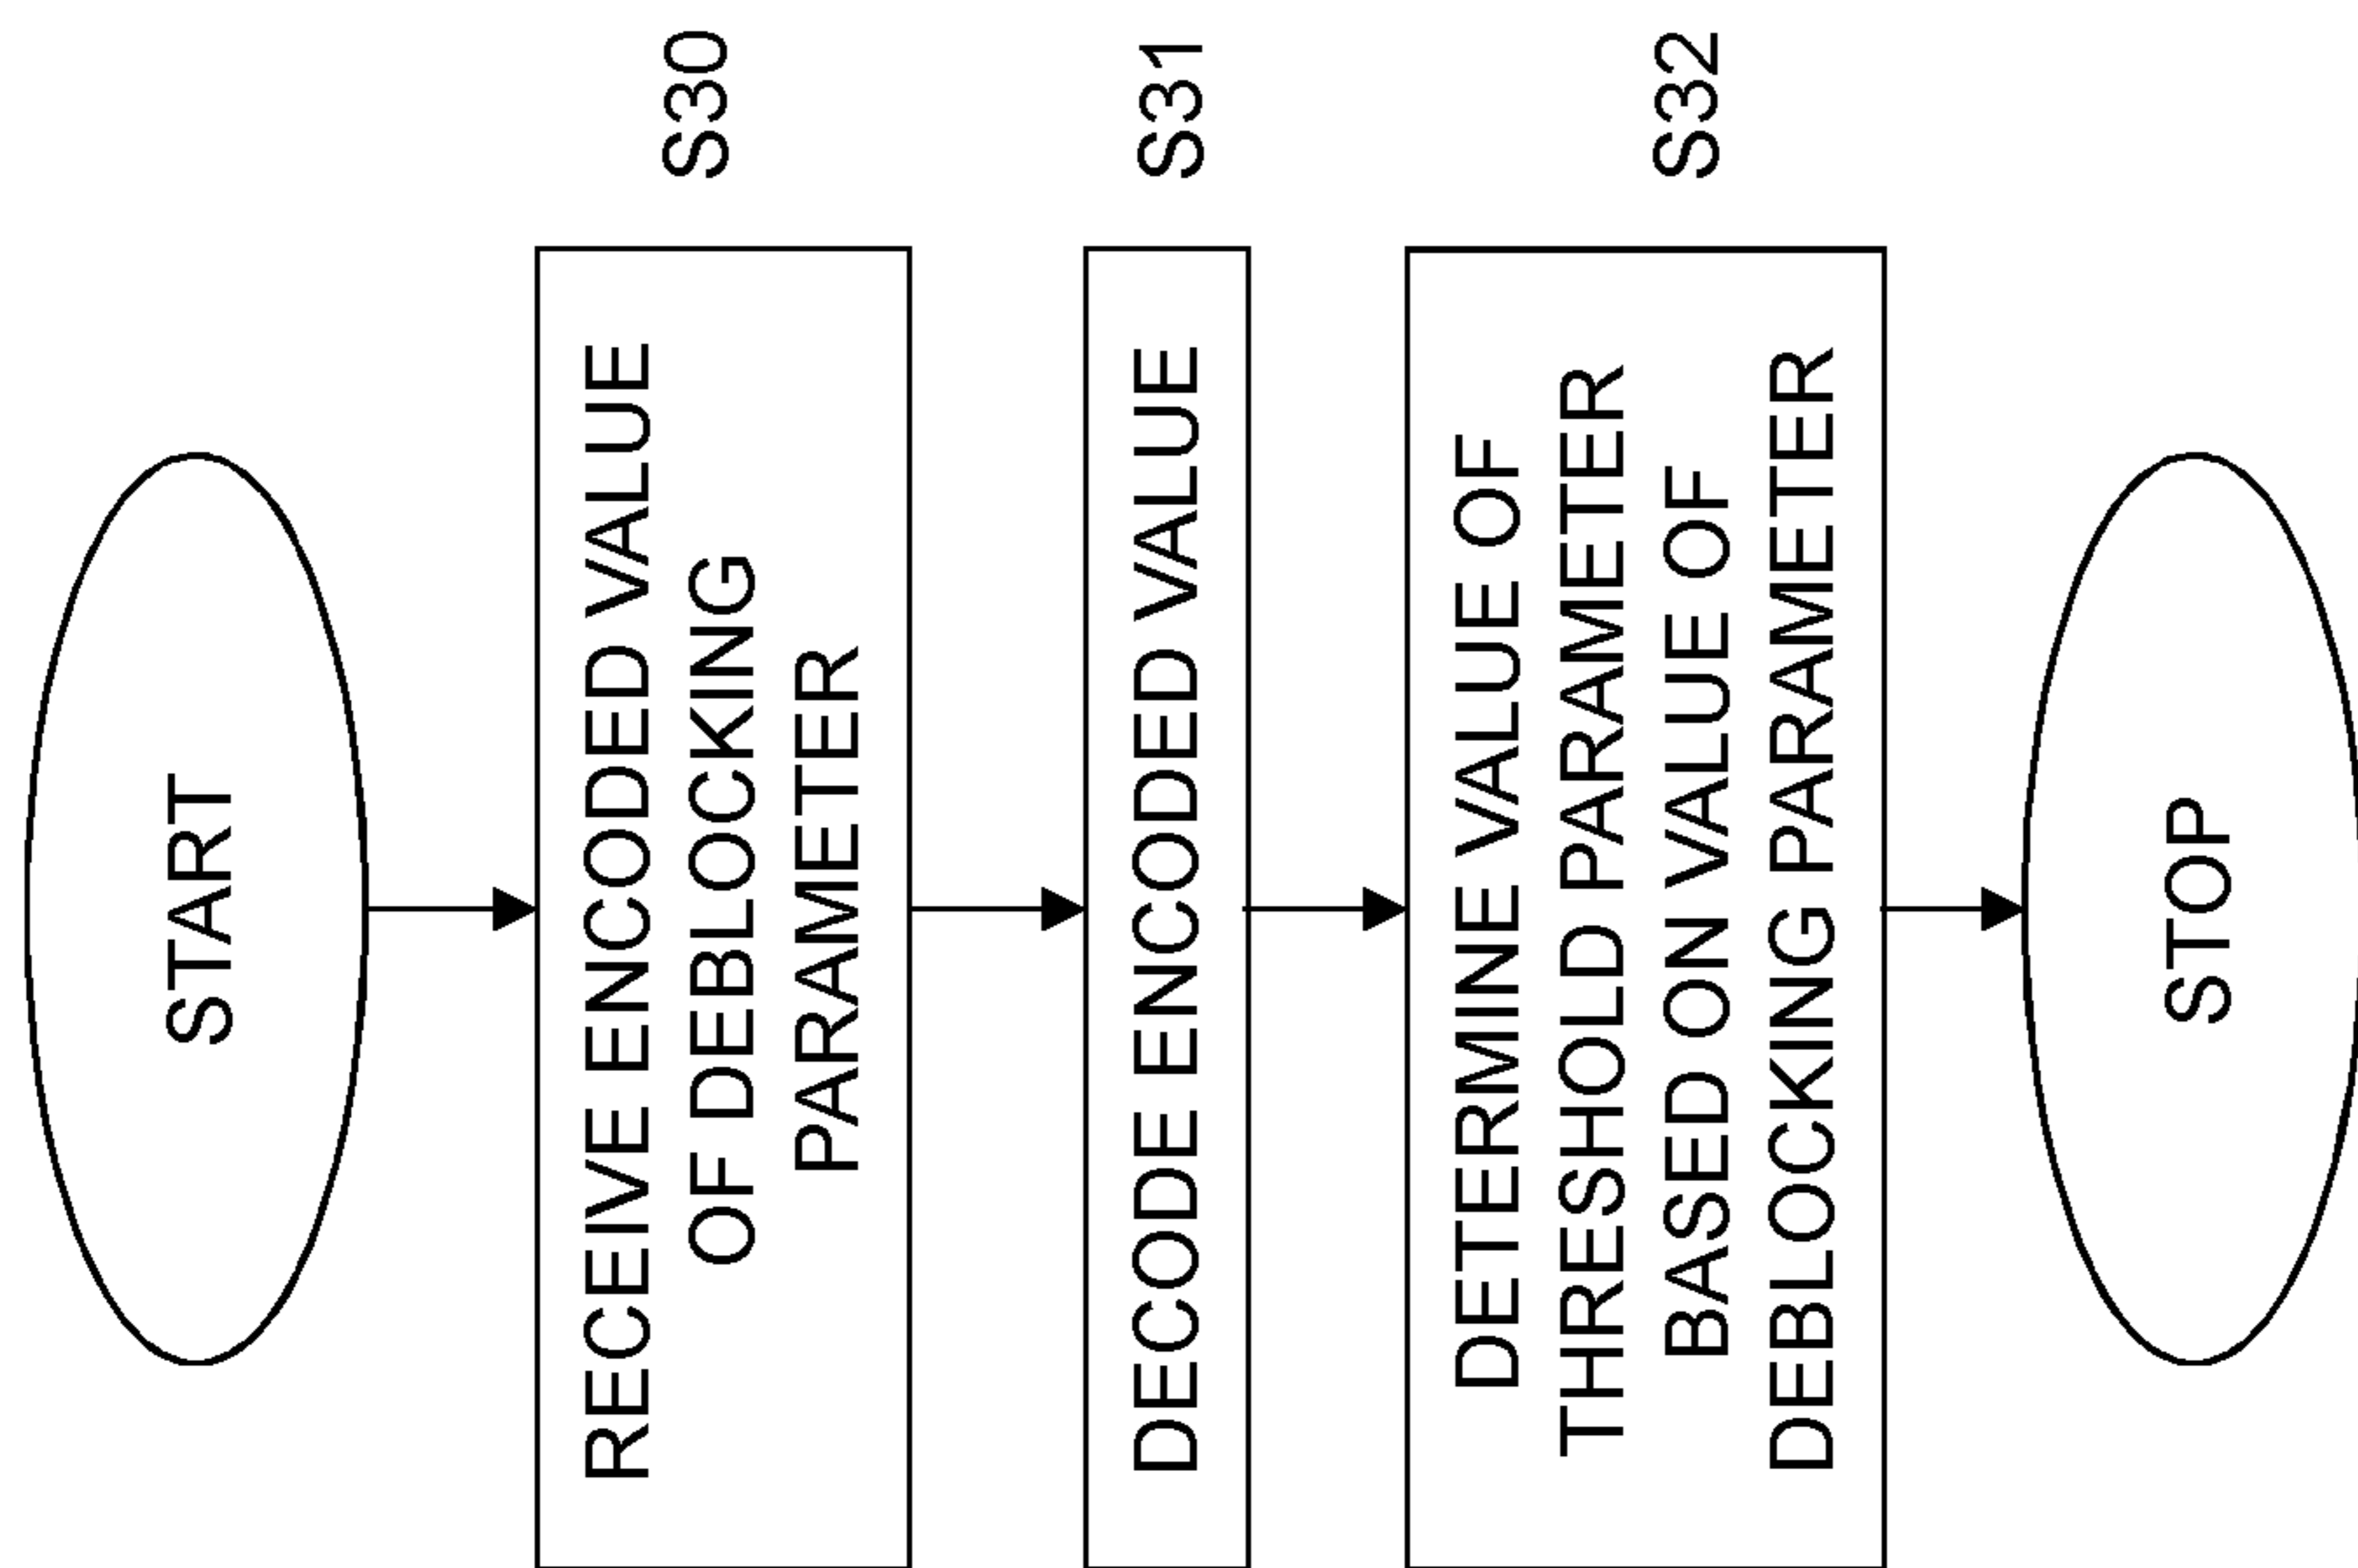 START
RECEIVE ENCODED VALUE
OF DEBLOCKING
PARAMETER
S30
DECODE ENCODED VALUE
S31
DETERMINE VALUE OF
THRESHOLD PARAMETER
BASED ON VALUE OF
DEBLOCKING PARAMETER
S32
STOP